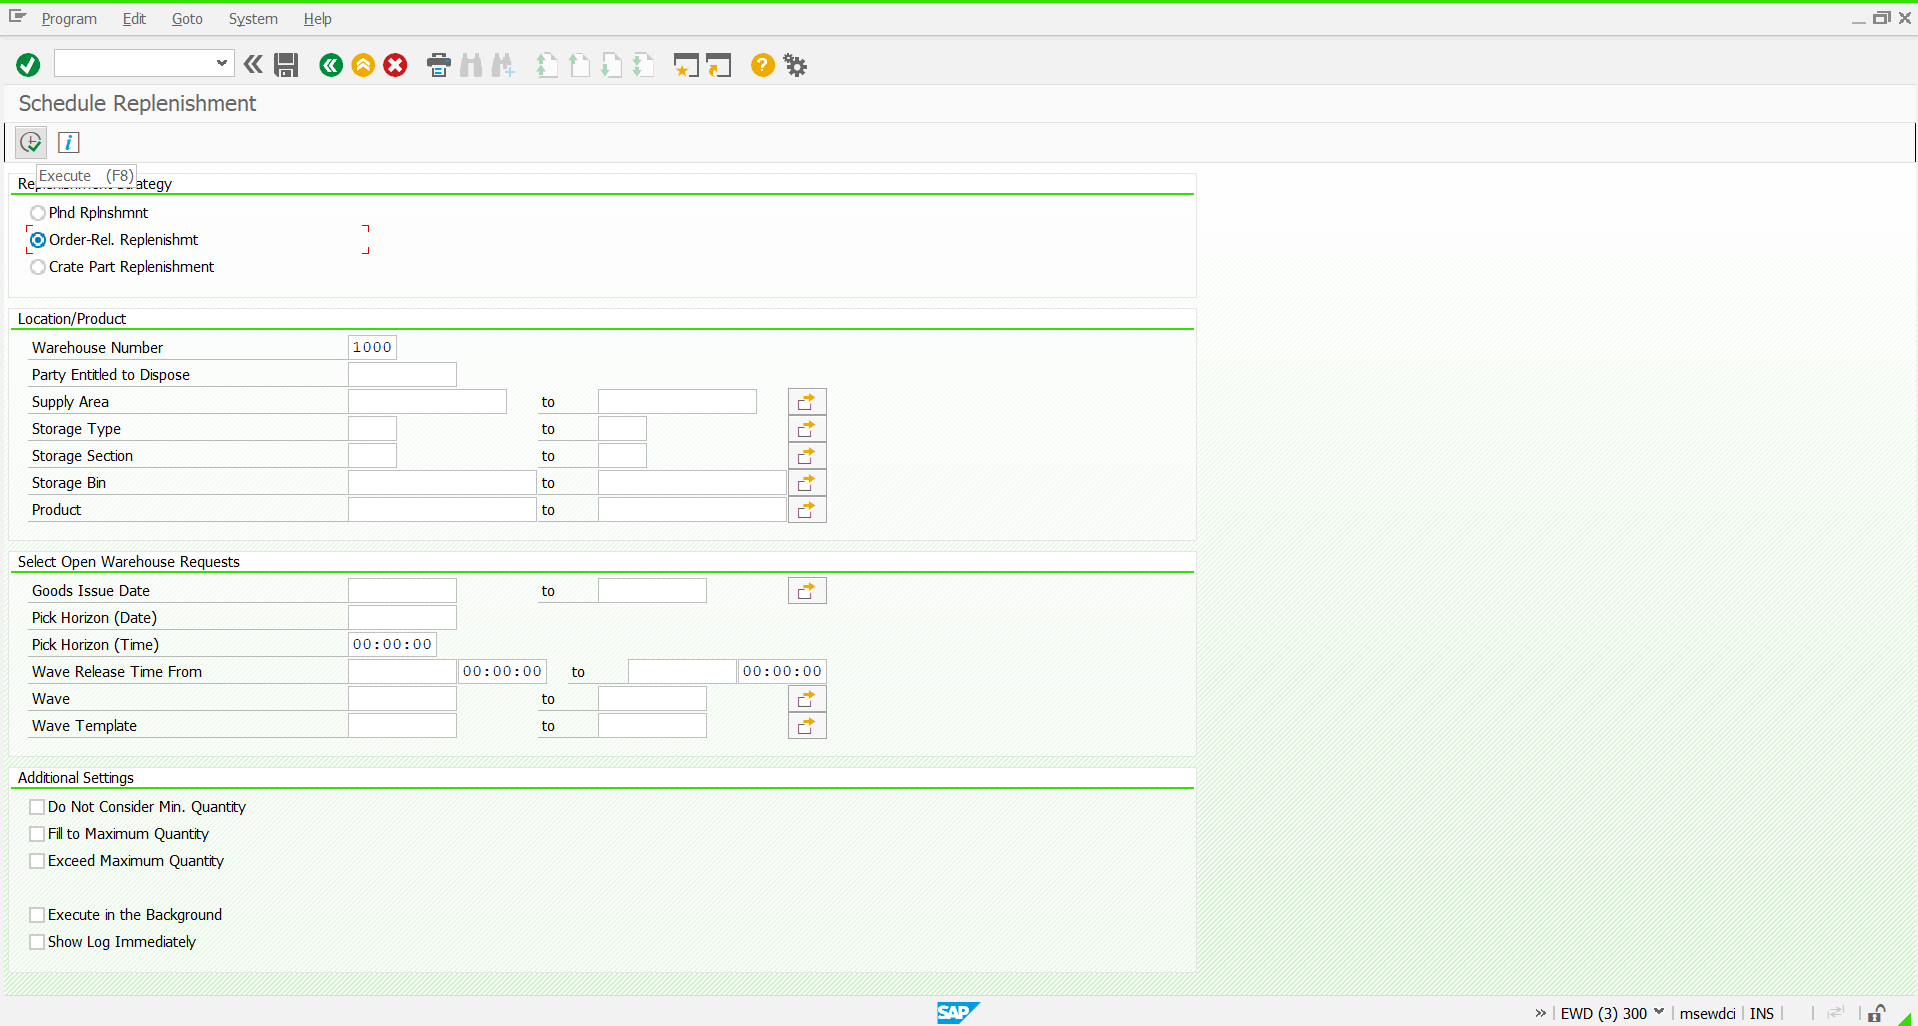 Program Edit Goto System Help
Schedule Replenishment
Execute (F8)
Replenishment Strategy
Plnd Rplnshmnt
Order-Rel. Replenishmt
Crate Part Replenishment
Location/Product
Warehouse Number 1000
Party Entitled to Dispose
Supply Area to
Storage Type to
Storage Section to
Storage Bin to
Product to
Select Open Warehouse Requests
Goods Issue Date to
Pick Horizon (Date)
Pick Horizon (Time) 00:00:00
Wave Release Time From 00:00:00 to 00:00:00
Wave to
Wave Template to
Additional Settings
Do Not Consider Min. Quantity
Fill to Maximum Quantity
Exceed Maximum Quantity
Execute in the Background
Show Log Immediately
SAP » EWD (3) 300 msewdci INS